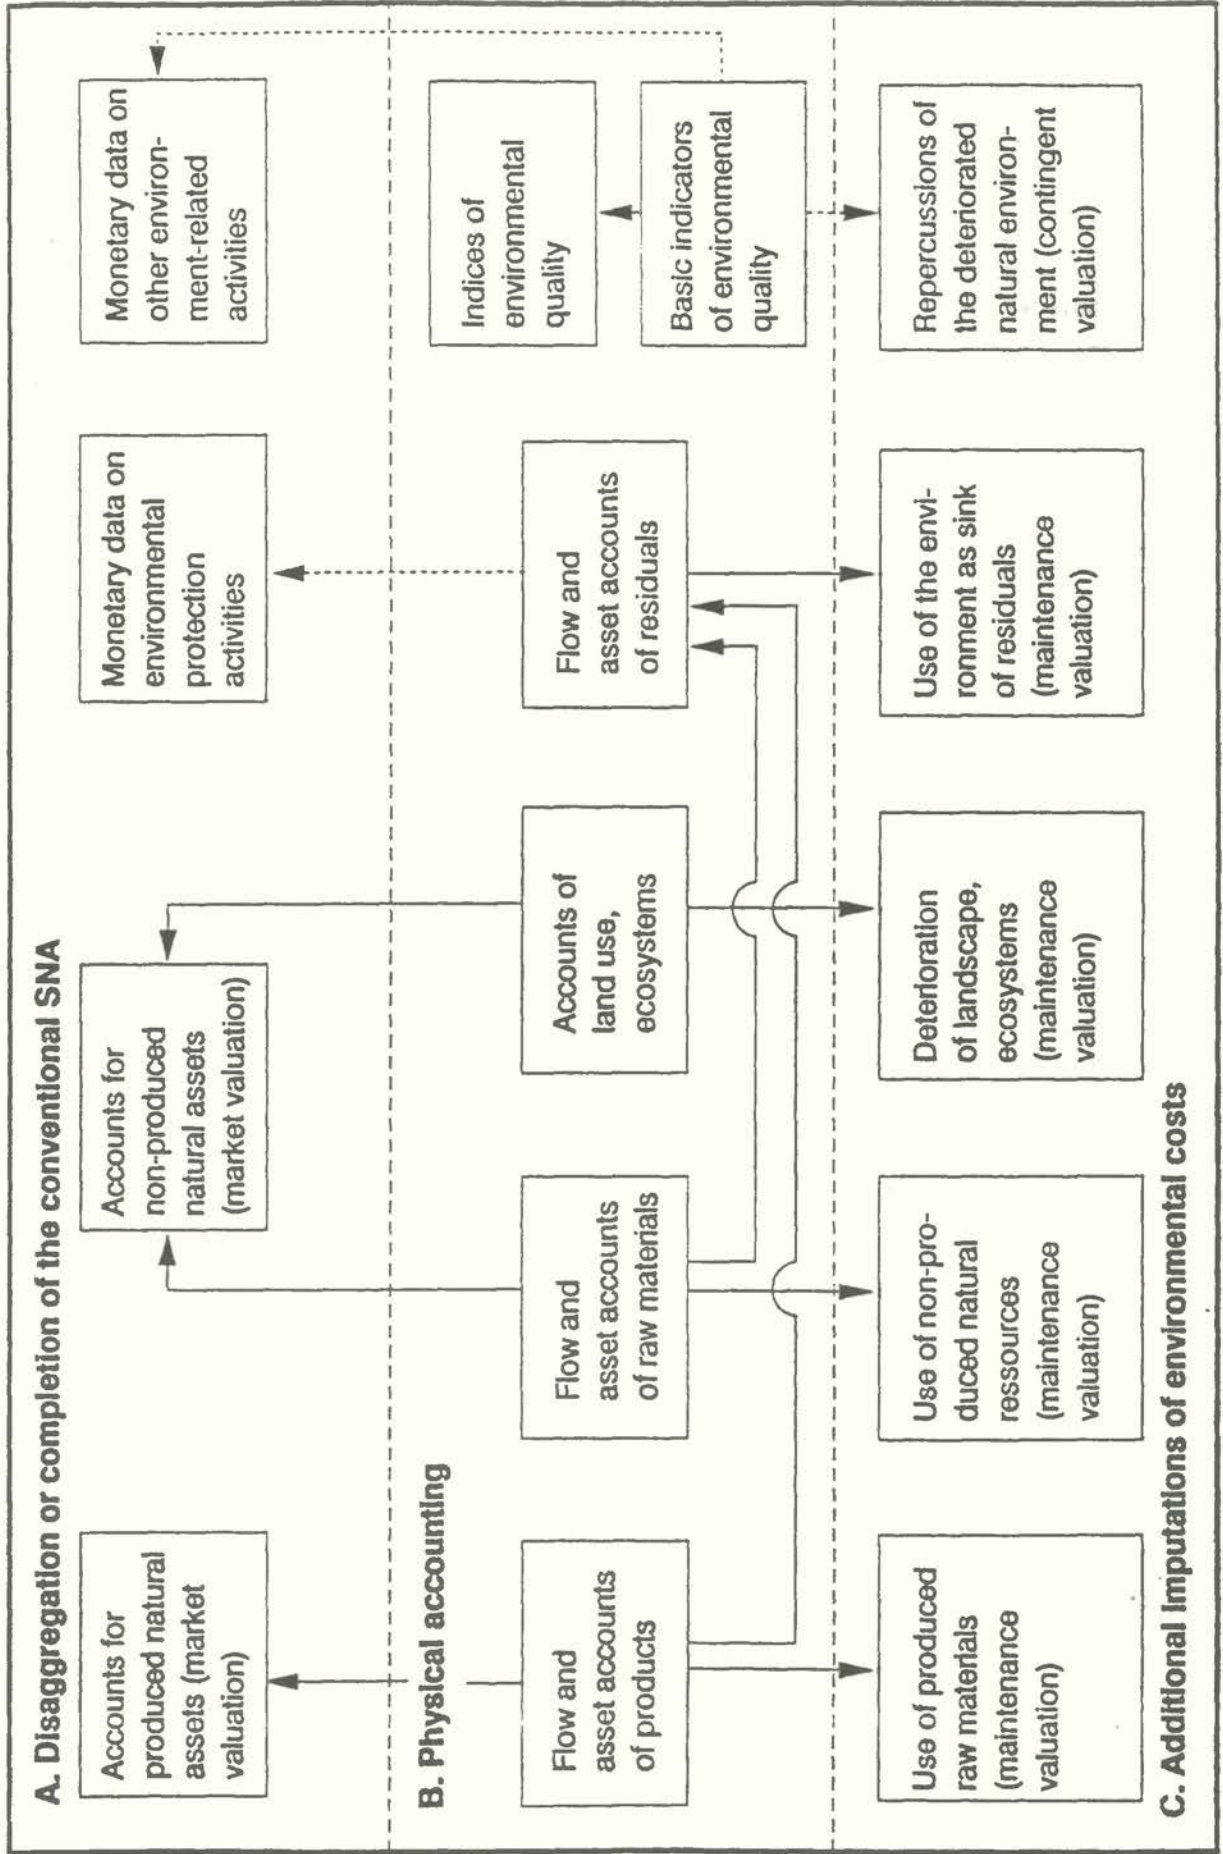 A. Disaggregation or completion of the conventional SNA
Accounts for
produced natural
assets (market
valuation)
Accounts for
non-produced
natural assets
(market valuation)
Monetary data on
environmental
protection
activities
Monetary data on
other environ-
ment-related
activities
B. Physical accounting
Flow and
asset accounts
of products
Flow and
asset accounts
of raw materials
Accounts of
land use,
ecosystems
Flow and
asset accounts
of residuals
Indices of
environmental
quality
Basic indicators
of environmental
quality
Use of produced
raw materials
(maintenance
valuation)
Use of non-pro-
duced natural
ressources
(maintenance
valuation)
Deterioration
of landscape,
ecosystems
(maintenance
valuation)
Use of the envi-
ronment as sink
of residuals
(maintenance
valuation)
Repercussions of
the deteriorated
natural environ-
ment (contingent
valuation)
C. Additional Imputations of environmental costs